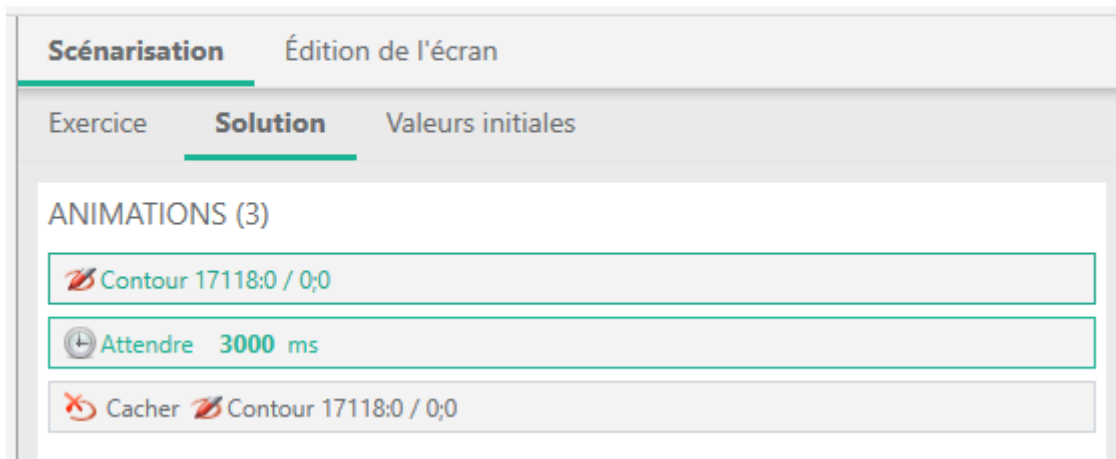 Scénarisation Édition de l'écran
Exercice Solution Valeurs initiales
ANIMATIONS (3)
Contour 17118:0 / 0;0
Attendre 3000 ms
Cacher Contour 17118:0 / 0;0